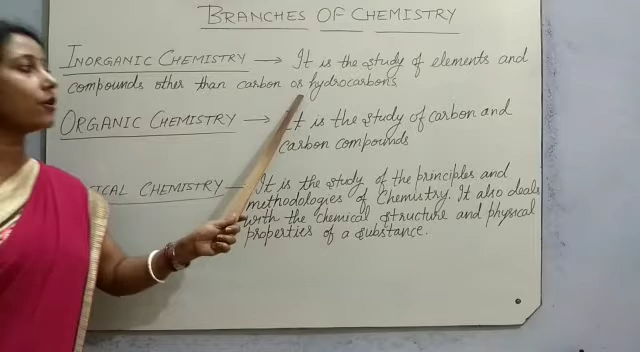 BRANCHES OF CHEMISTRY
INORGANIC CHEMISTRY → It is the study of elements and
compounds other than carbon or hydrocarbons
ORGANIC CHEMISTRY → It is the study of carbon and
carbon compounds
CHEMISTRY — It is the study of the principles and
methodologies of Chemistry. It also deals
with the chemical structure and physical
properties of a substance.